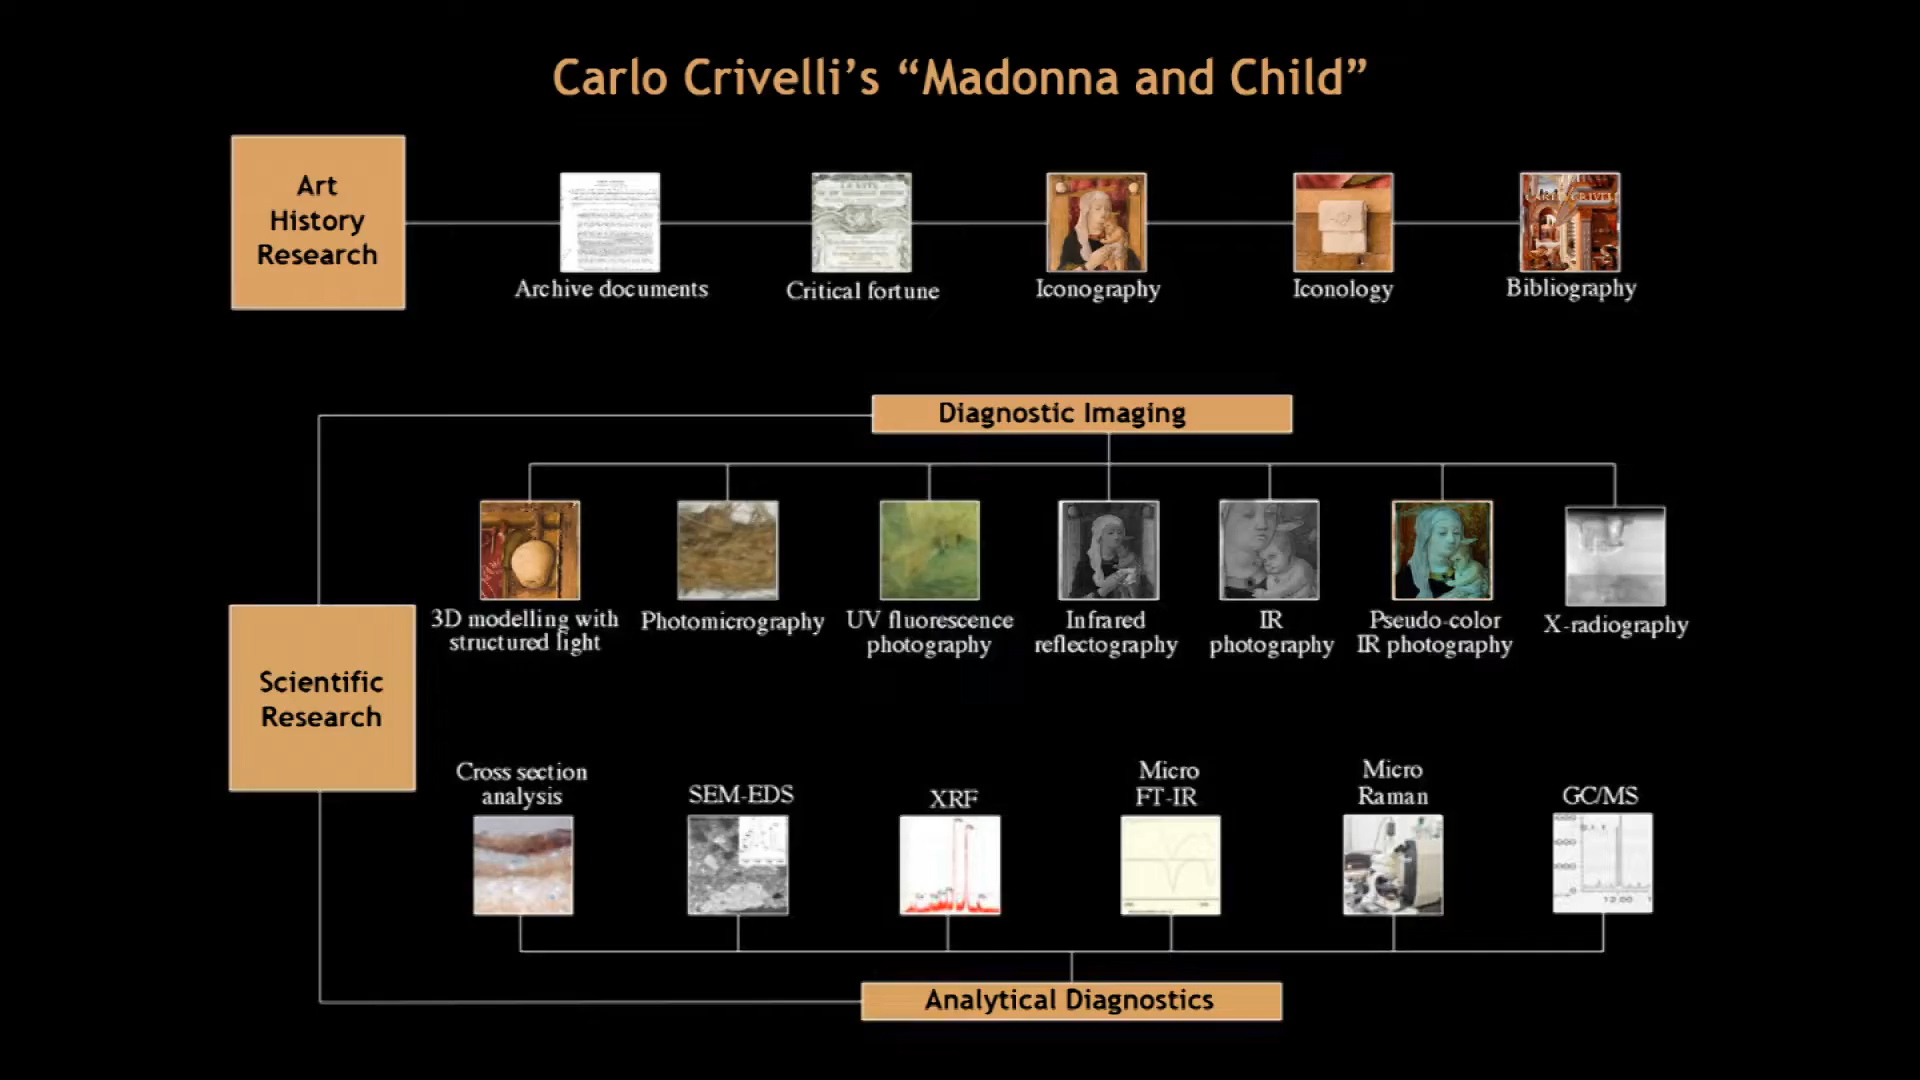 Carlo Crivelli’s “Madonna and Child”
Art
History
Research
Archive documents
Critical fortune
Iconography
Iconology
Bibliography
Diagnostic Imaging
3D modelling with
structured light
Photomicrography
UV fluorescence
photography
Infrared
reflectography
IR
photography
Pseudo-color
IR photography
X-radiography
Scientific
Research
Cross section
analysis
SEM-EDS
XRF
Micro
FT-IR
Micro
Raman
GC/MS
12.00
Analytical Diagnostics